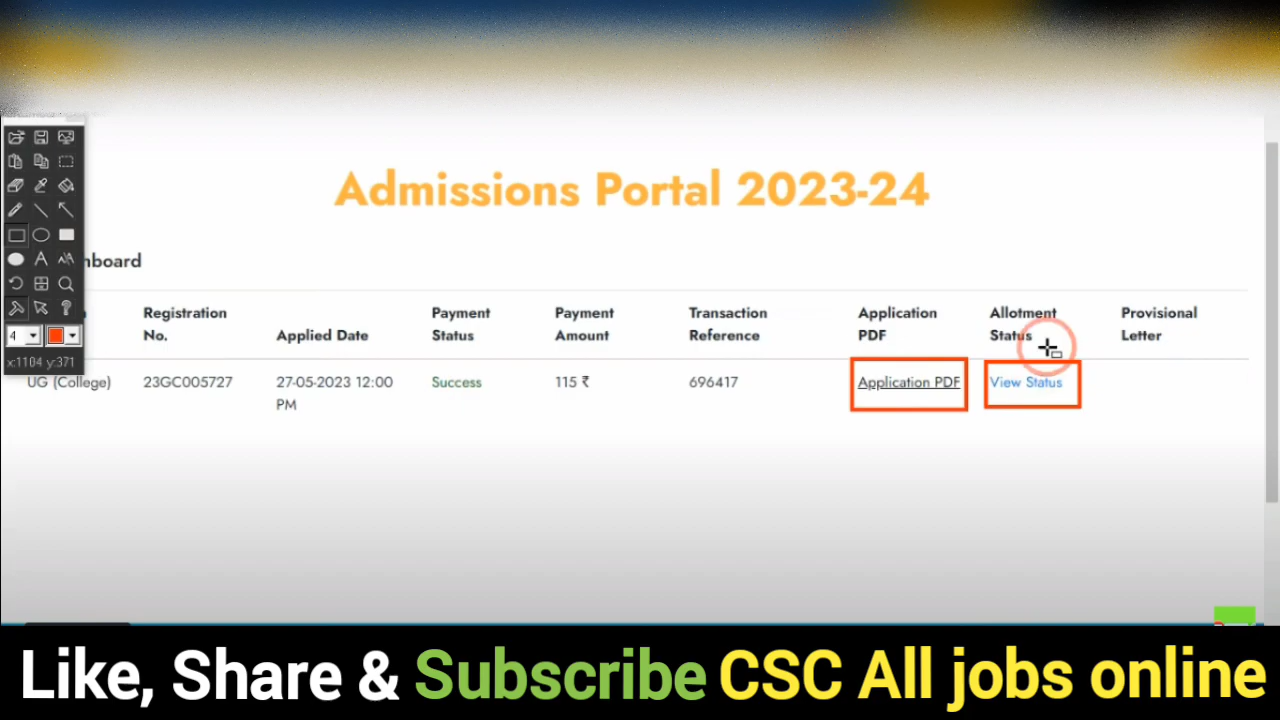 Admissions Portal 2023-24
board
Registration No.
Applied Date
Payment Status
Payment Amount
Transaction Reference
Application PDF
Allotment Status
Provisional Letter
UG (College)
23GC005727
27-05-2023 12:00 PM
Success
115 ₹
696417
Application PDF
View Status
4
x:1104 y:371
Like, Share & Subscribe CSC All jobs online